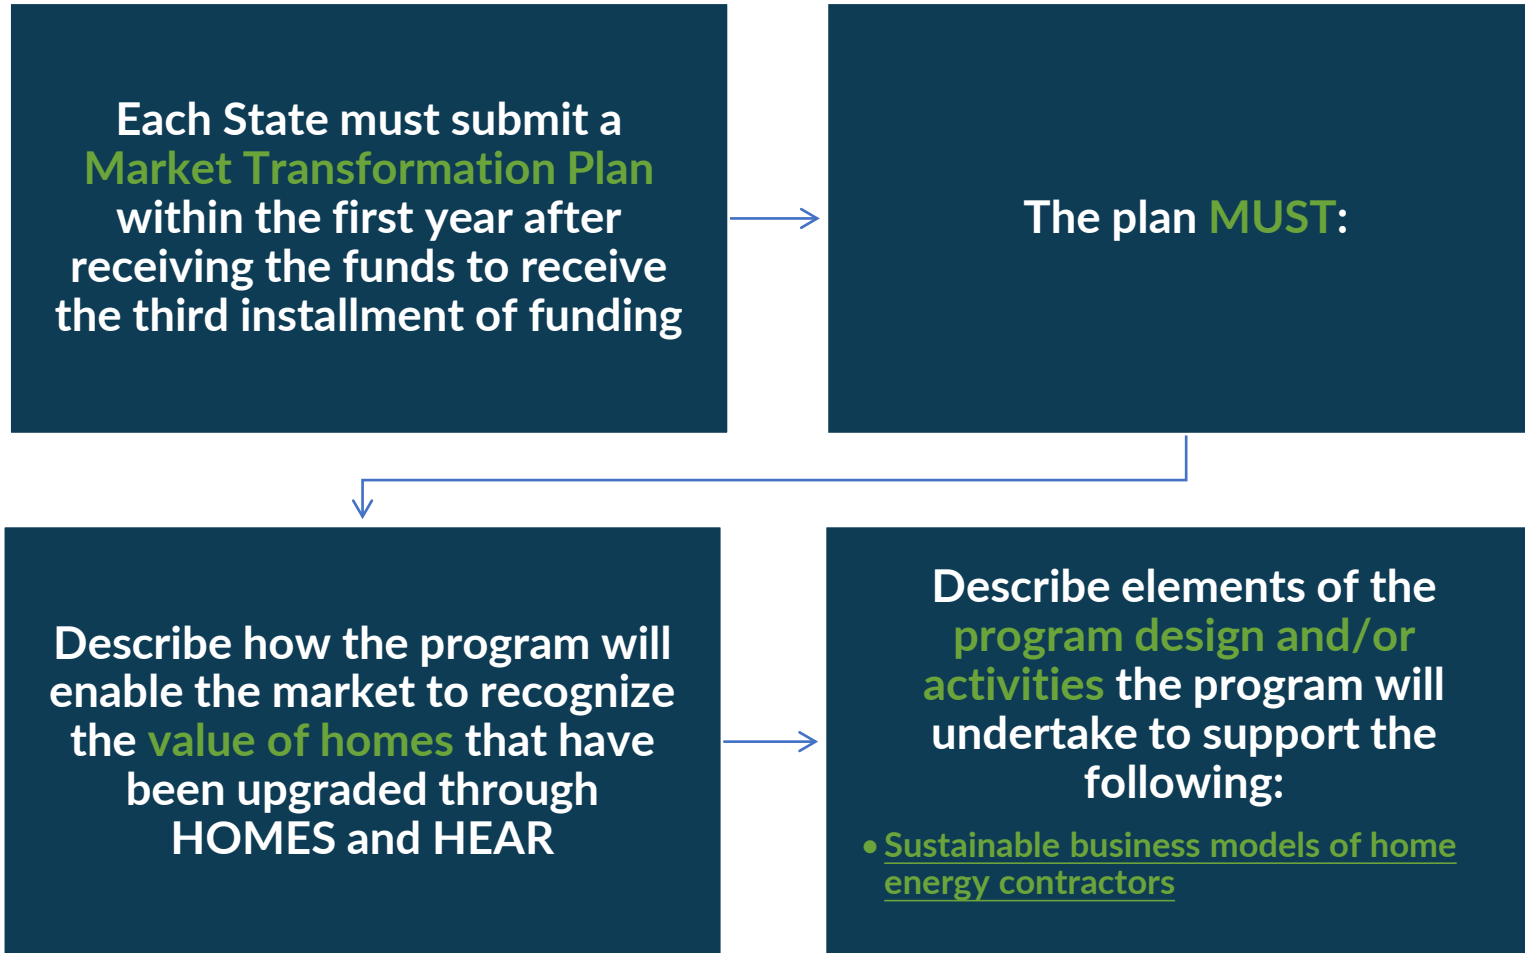 Each State must submit a
Market Transformation Plan
within the first year after
receiving the funds to receive
the third installment of funding
The plan MUST:
Describe how the program will
enable the market to recognize
the value of homes that have
been upgraded through
HOMES and HEAR
Describe elements of the
program design and/or
activities the program will
undertake to support the
following:
• Sustainable business models of home
energy contractors